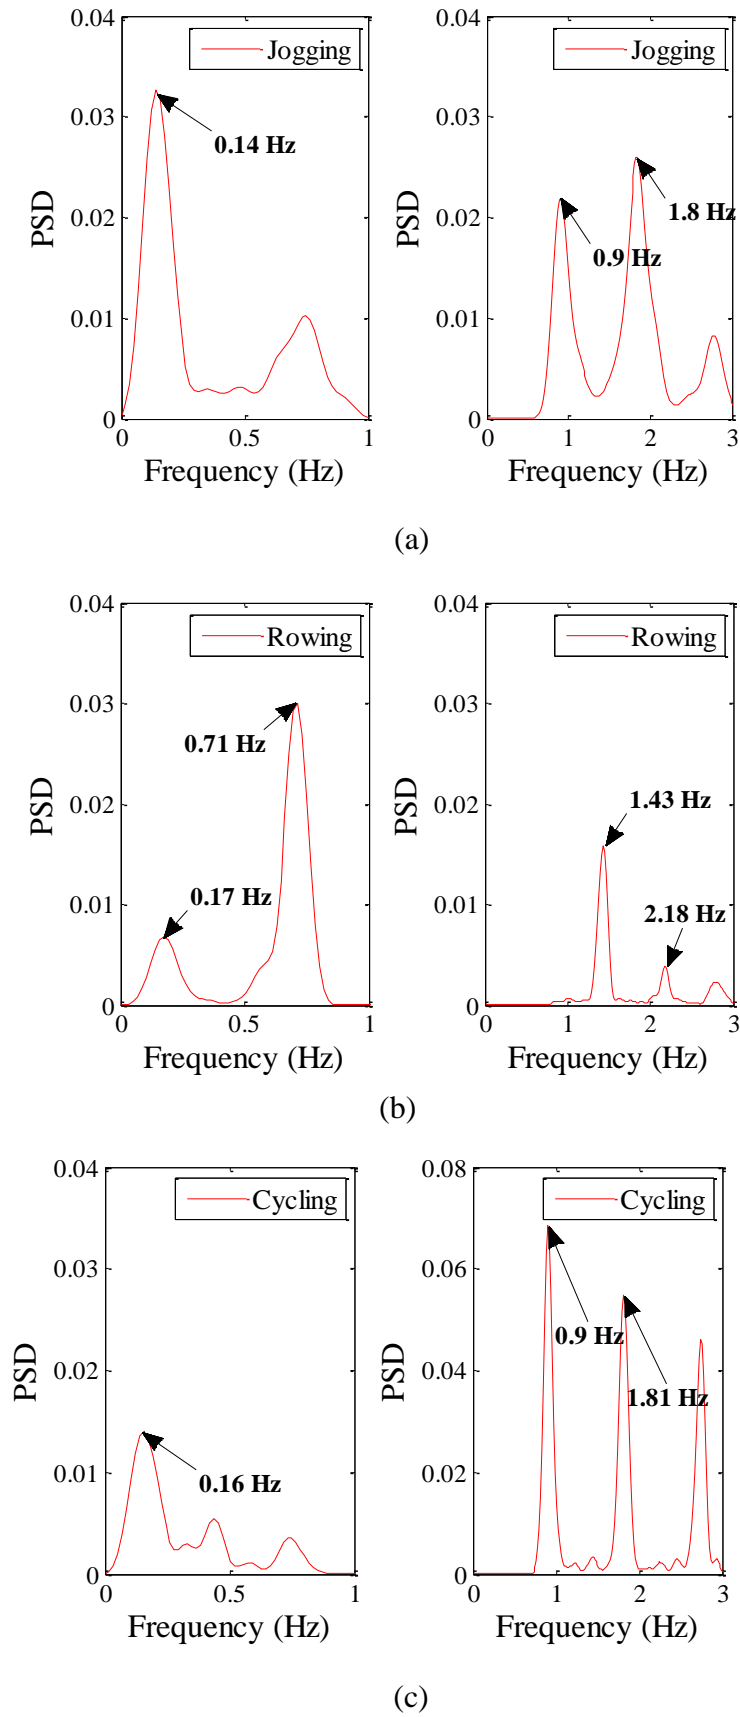 0.04
0.03
0.02
0.01
0
PSD
Jogging
0.14 Hz
0
0.5
1
Frequency (Hz)
0.04
0.03
0.02
0.01
0
PSD
Jogging
1.8 Hz
0.9 Hz
0
1
2
3
Frequency (Hz)
(a)
0.04
0.03
0.02
0.01
0
PSD
Rowing
0.71 Hz
0.17 Hz
0
0.5
1
Frequency (Hz)
0.04
0.03
0.02
0.01
0
PSD
Rowing
1.43 Hz
2.18 Hz
0
1
2
3
Frequency (Hz)
(b)
0.04
0.03
0.02
0.01
0
PSD
Cycling
0.16 Hz
0
0.5
1
Frequency (Hz)
0.08
0.06
0.04
0.02
0
PSD
Cycling
0.9 Hz
1.81 Hz
0
1
2
3
Frequency (Hz)
(c)